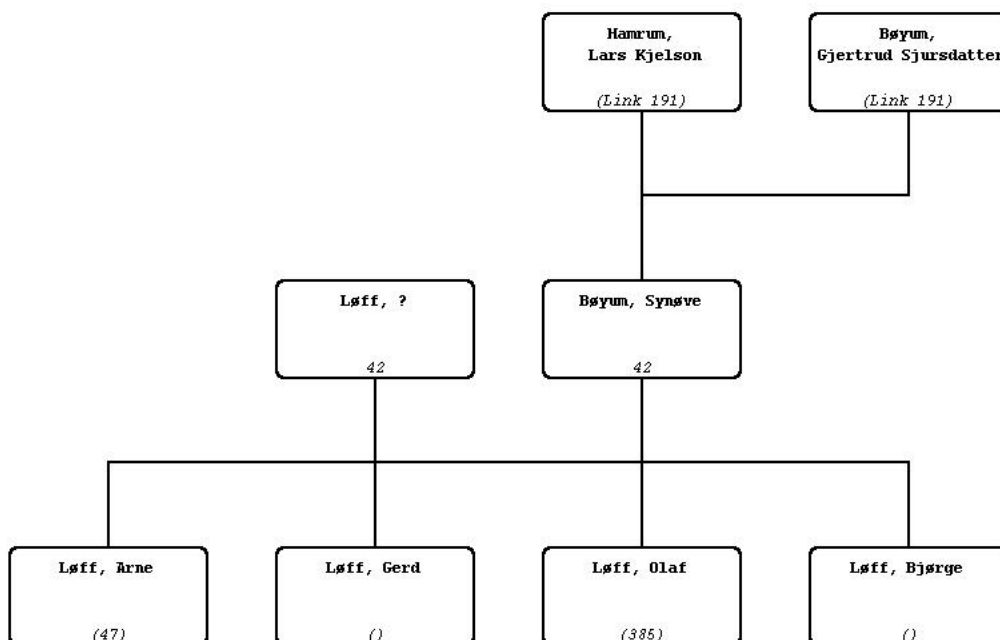 Hamrum,
Lars Kjelson
(Link 191)
Bøyum,
Gjertrud Sjursdatter
(Link 191)
Løff, ?
42
Bøyum, Synøve
42
Løff, Arne
(47)
Løff, Gerd
()
Løff, Olaf
(385)
Løff, Bjørge
()